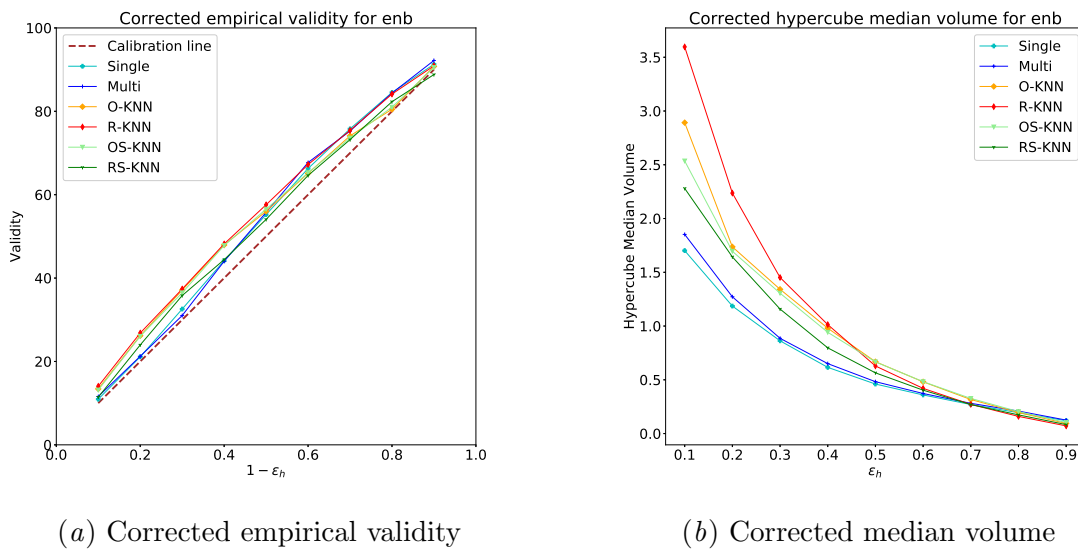 Corrected empirical validity for enb
100
80
60
40
20
0
Validity
0.0 0.2 0.4 0.6 0.8 1.0
1 − ε_h
Calibration line
Single
Multi
O-KNN
R-KNN
OS-KNN
RS-KNN
(a) Corrected empirical validity
Corrected hypercube median volume for enb
3.5
3.0
2.5
2.0
1.5
1.0
0.5
0.0
Hypercube Median Volume
0.1 0.2 0.3 0.4 0.5 0.6 0.7 0.8 0.9
ε_h
Single
Multi
O-KNN
R-KNN
OS-KNN
RS-KNN
(b) Corrected median volume